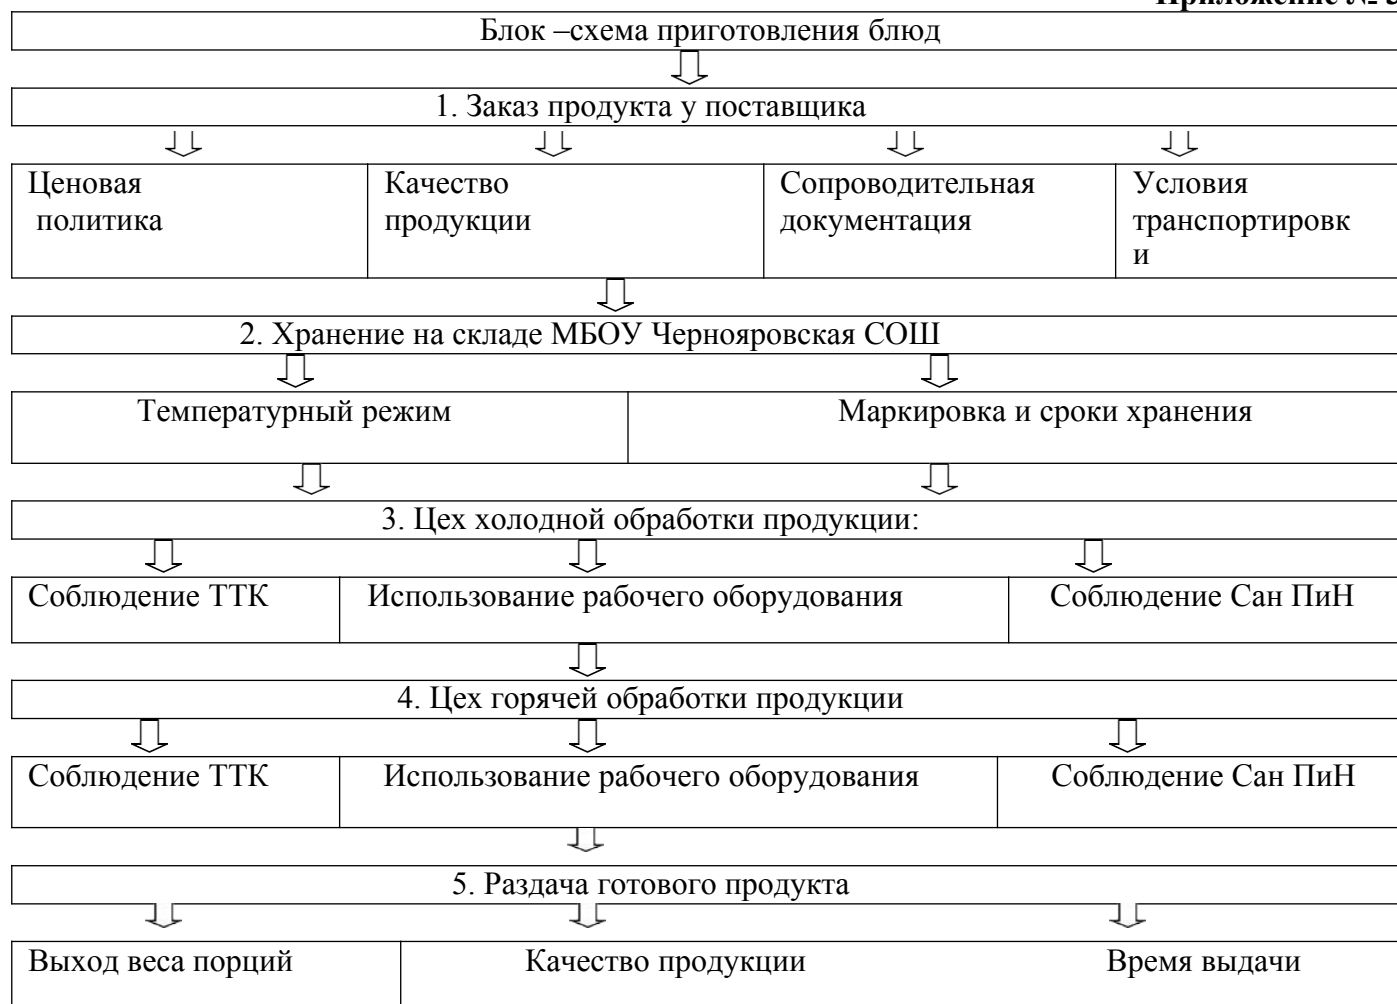 Приложение №
Блок –схема приготовления блюд
1. Заказ продукта у поставщика
Ценовая
политика
Качество
продукции
Сопроводительная
документация
Условия
транспортировк
и
2. Хранение на складе МБОУ Чернояровская СОШ
Температурный режим
Маркировка и сроки хранения
3. Цех холодной обработки продукции:
Соблюдение ТТК
Использование рабочего оборудования
Соблюдение Сан ПиН
4. Цех горячей обработки продукции
Соблюдение ТТК
Использование рабочего оборудования
Соблюдение Сан ПиН
5. Раздача готового продукта
Выход веса порций
Качество продукции
Время выдачи